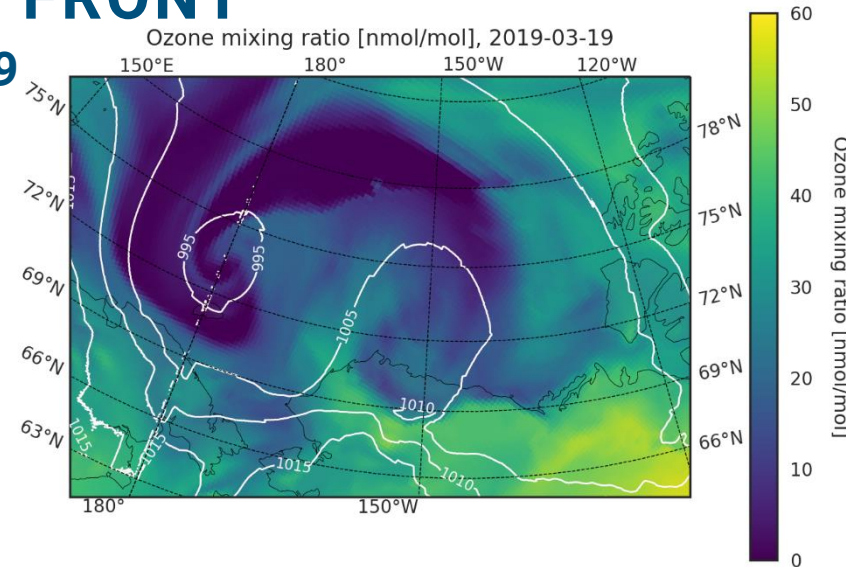 FRONT
9
Ozone mixing ratio [nmol/mol], 2019-03-19
150°E 180° 150°W 120°W
75°N
72°N
69°N
66°N
63°N
78°N
75°N
72°N
69°N
66°N
1015
995
995
1005
1010
1015
1015
1015
1010
180° 150°W
60
50
40
30
20
10
0
Ozone mixing ratio [nmol/mol]